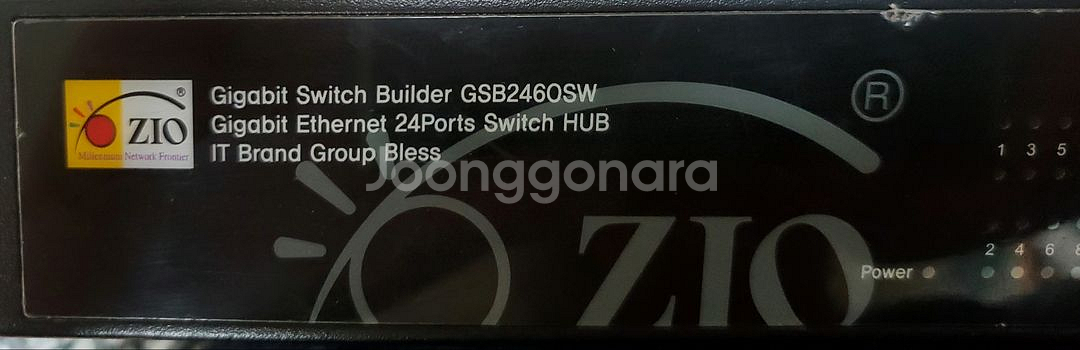 ZIO®
Millennium Network Frontier
Gigabit Switch Builder GSB2460SW
Gigabit Ethernet 24Ports Switch HUB
IT Brand Group Bless
Joonggonara
®
ZIO
1 3 5
2 4 6 8
Power